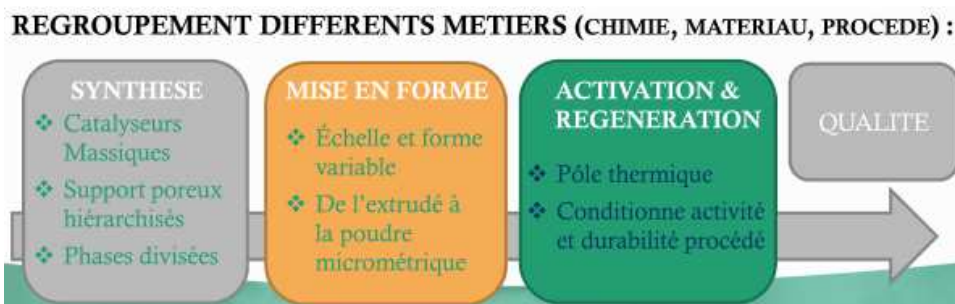 REGROUPEMENT DIFFERENTS METIERS (CHIMIE, MATERIAU, PROCEDE) :
SYNTHESE
❖ Catalyseurs
Massiques
❖ Support poreux
hiérarchisés
❖ Phases divisées
MISE EN FORME
❖ Échelle et forme
variable
❖ De l'extrudé à
la poudre
micrométrique
ACTIVATION &
REGENERATION
❖ Pôle thermique
❖ Conditionne activité
et durabilité procédé
QUALITE